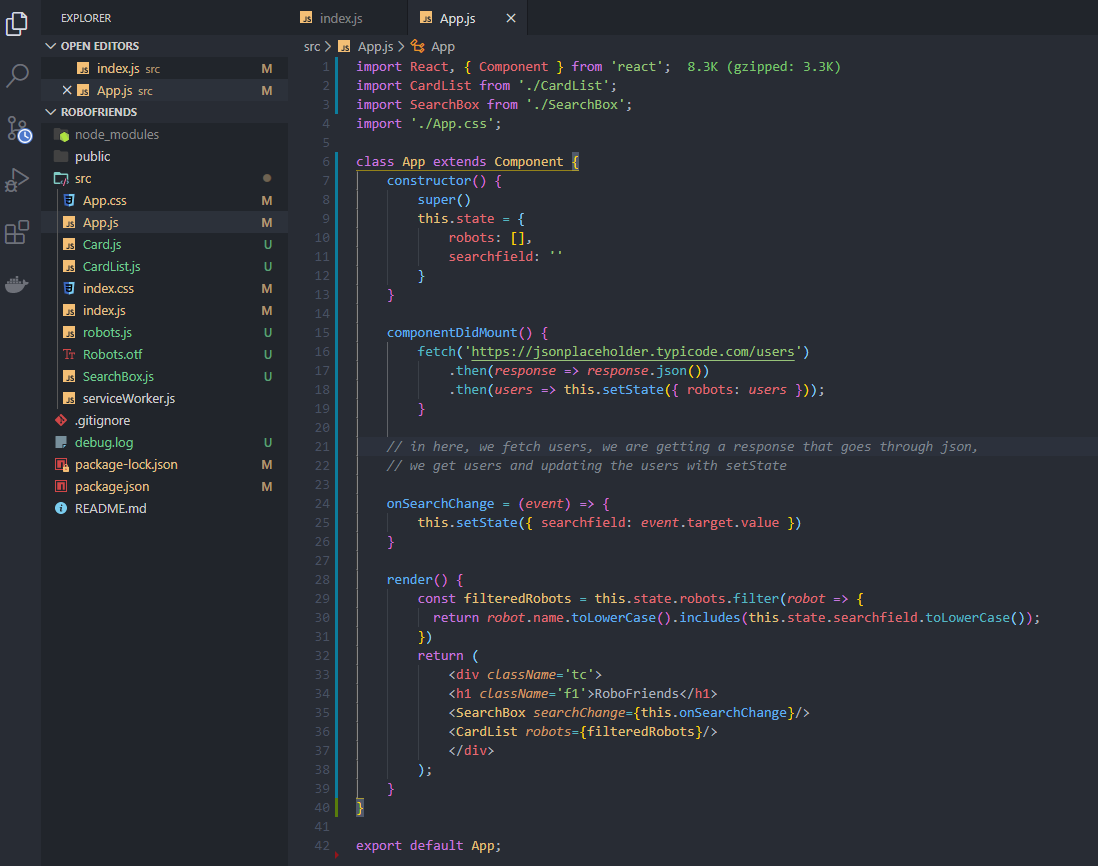 EXPLORER
OPEN EDITORS
index.js src M
App.js src M
ROBOFRIENDS
node_modules
public
src
App.css M
App.js M
Card.js U
CardList.js U
index.css M
index.js M
robots.js U
Robots.otf U
SearchBox.js U
serviceWorker.js
.gitignore
debug.log U
package-lock.json M
package.json M
README.md
index.js App.js
src App.js App
1 import React, { Component } from 'react'; 8.3K (gzipped: 3.3K)
2 import CardList from './CardList';
3 import SearchBox from './SearchBox';
4 import './App.css';
5
6 class App extends Component {
7 constructor() {
8 super()
9 this.state = {
10 robots: [],
11 searchfield: ''
12 }
13 }
14
15 componentDidMount() {
16 fetch('https://jsonplaceholder.typicode.com/users')
17 .then(response => response.json())
18 .then(users => this.setState({ robots: users }));
19 }
20
21 // in here, we fetch users, we are getting a response that goes through json,
22 // we get users and updating the users with setState
23
24 onSearchChange = (event) => {
25 this.setState({ searchfield: event.target.value })
26 }
27
28 render() {
29 const filteredRobots = this.state.robots.filter(robot => {
30 return robot.name.toLowerCase().includes(this.state.searchfield.toLowerCase());
31 })
32 return (
33 <div className='tc'>
34 <h1 className='f1'>RoboFriends</h1>
35 <SearchBox searchChange={this.onSearchChange}/>
36 <CardList robots={filteredRobots}/>
37 </div>
38 );
39 }
40 }
41
42 export default App;